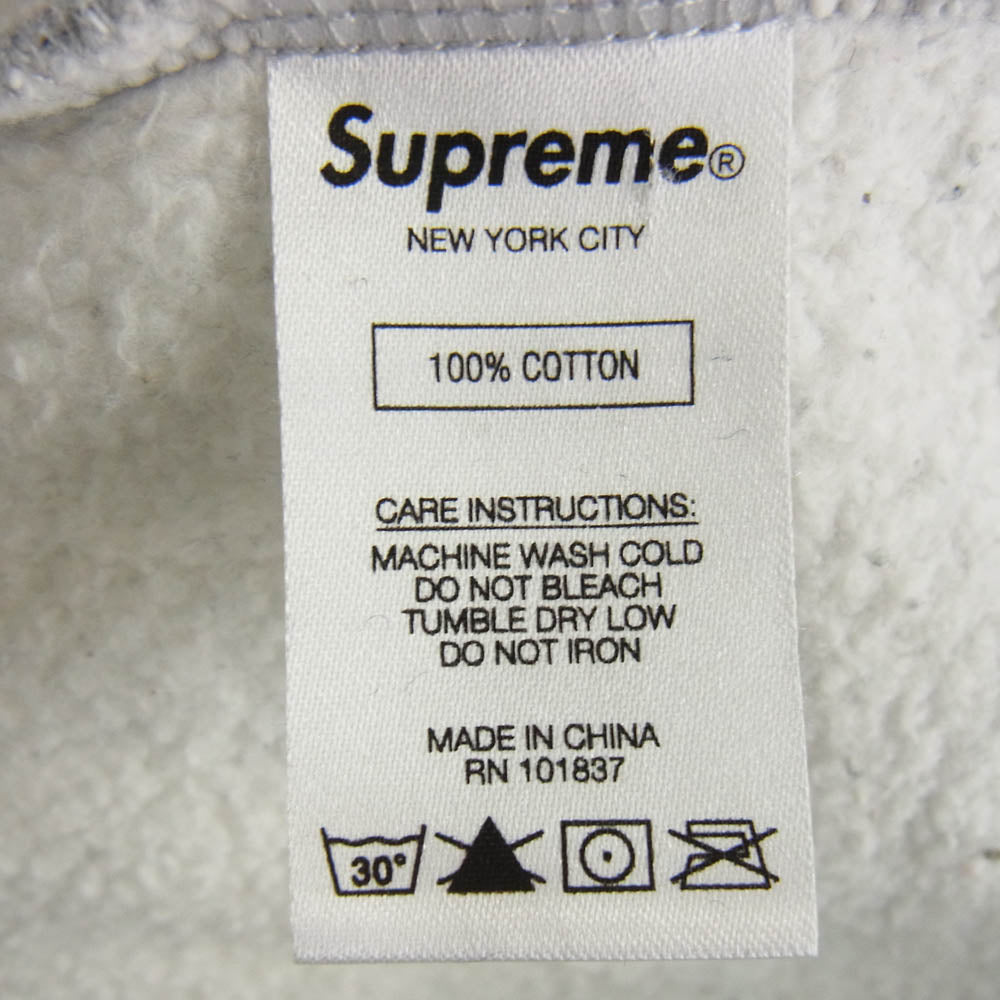 Supreme®
NEW YORK CITY
100% COTTON
CARE INSTRUCTIONS:
MACHINE WASH COLD
DO NOT BLEACH
TUMBLE DRY LOW
DO NOT IRON
MADE IN CHINA
RN 101837
30°